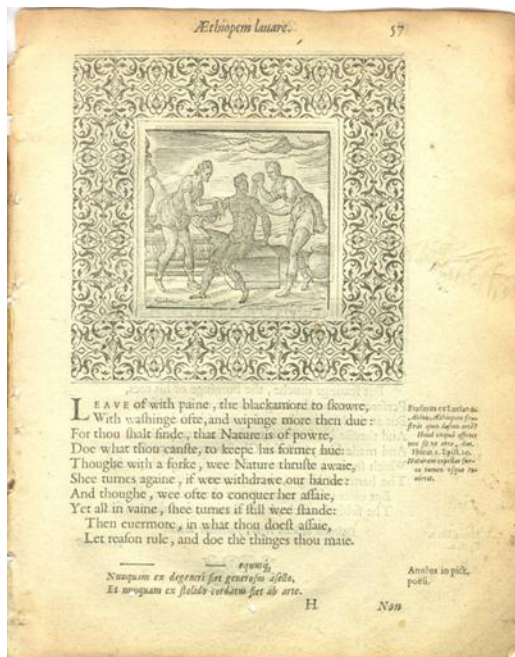 Æthiopem lauare.
57
LEAVE of with paine, the blackamore to skowre,
With washinge ofte, and wipinge more then due:
For thou shalt finde, that Nature is of powre,
Doe what thou canste, to keepe his former hue:
Thoughe with a forke, wee Nature thruste awaie,
Shee turnes againe, if wee withdrawe our hande:
And thoughe, wee ofte to conquer her assaie,
Yet all in vaine, shee turnes if still wee stande:
Then euermore, in what thou doest assaie,
Let reason rule, and doe the thinges thou maie.
Erasmus ex Luciano.
Æthiopem
Horat. 1. Epist. 10.
Naturam expellas fur-
ca tamen vsque re-
equinq́,
Nunquam ex degeneri fiet generosus asello,
Et nunquam ex stolido cordatus fiet ab arte.
Anulus in pict.
poësi.
H
Non